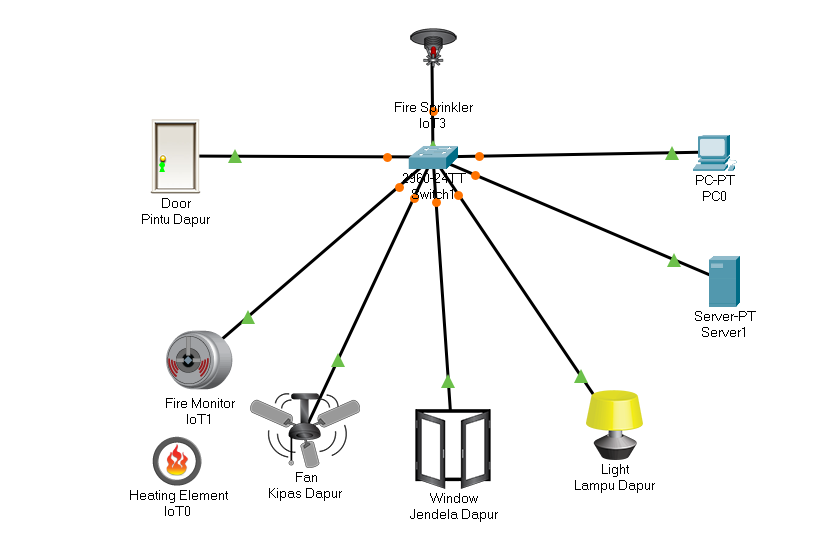 Fire Sprinkler
IoT3
2960-24TT
Switch1
PC-PT
PC0
Door
Pintu Dapur
Server-PT
Server1
Fire Monitor
IoT1
Heating Element
IoT0
Fan
Kipas Dapur
Window
Jendela Dapur
Light
Lampu Dapur